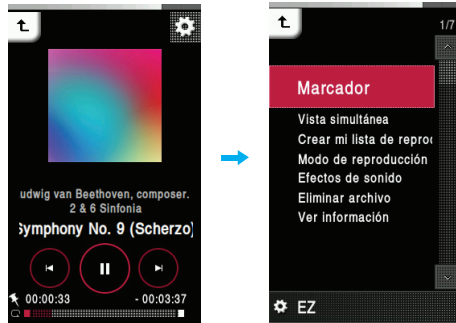 udwig van Beethoven, composer.
2 & 6 Sinfonia
Symphony No. 9 (Scherzo)
00:00:33 - 00:03:37
1/7
Marcador
Vista simultánea
Crear mi lista de reproc
Modo de reproducción
Efectos de sonido
Eliminar archivo
Ver información
EZ